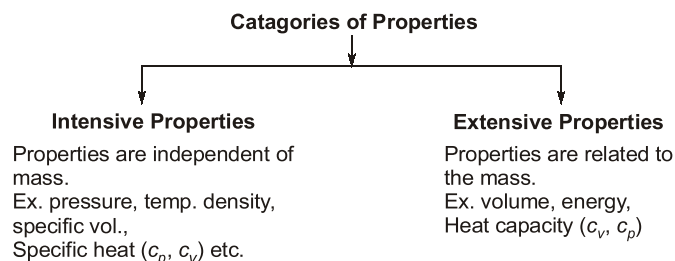 Catagories of Properties
Intensive Properties
Properties are independent of
mass.
Ex. pressure, temp. density,
specific vol.,
Specific heat (cp, cv) etc.
Extensive Properties
Properties are related to
the mass.
Ex. volume, energy,
Heat capacity (cv, cp)